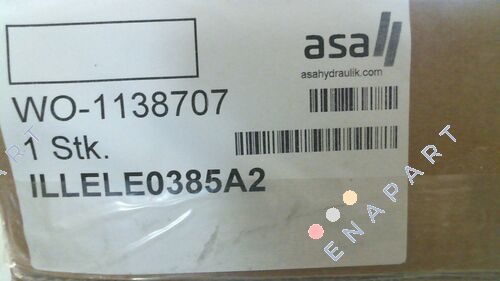 asa
asahydraulik.com
WO-1138707
1 Stk.
ILLELE0385A2
ENAPART